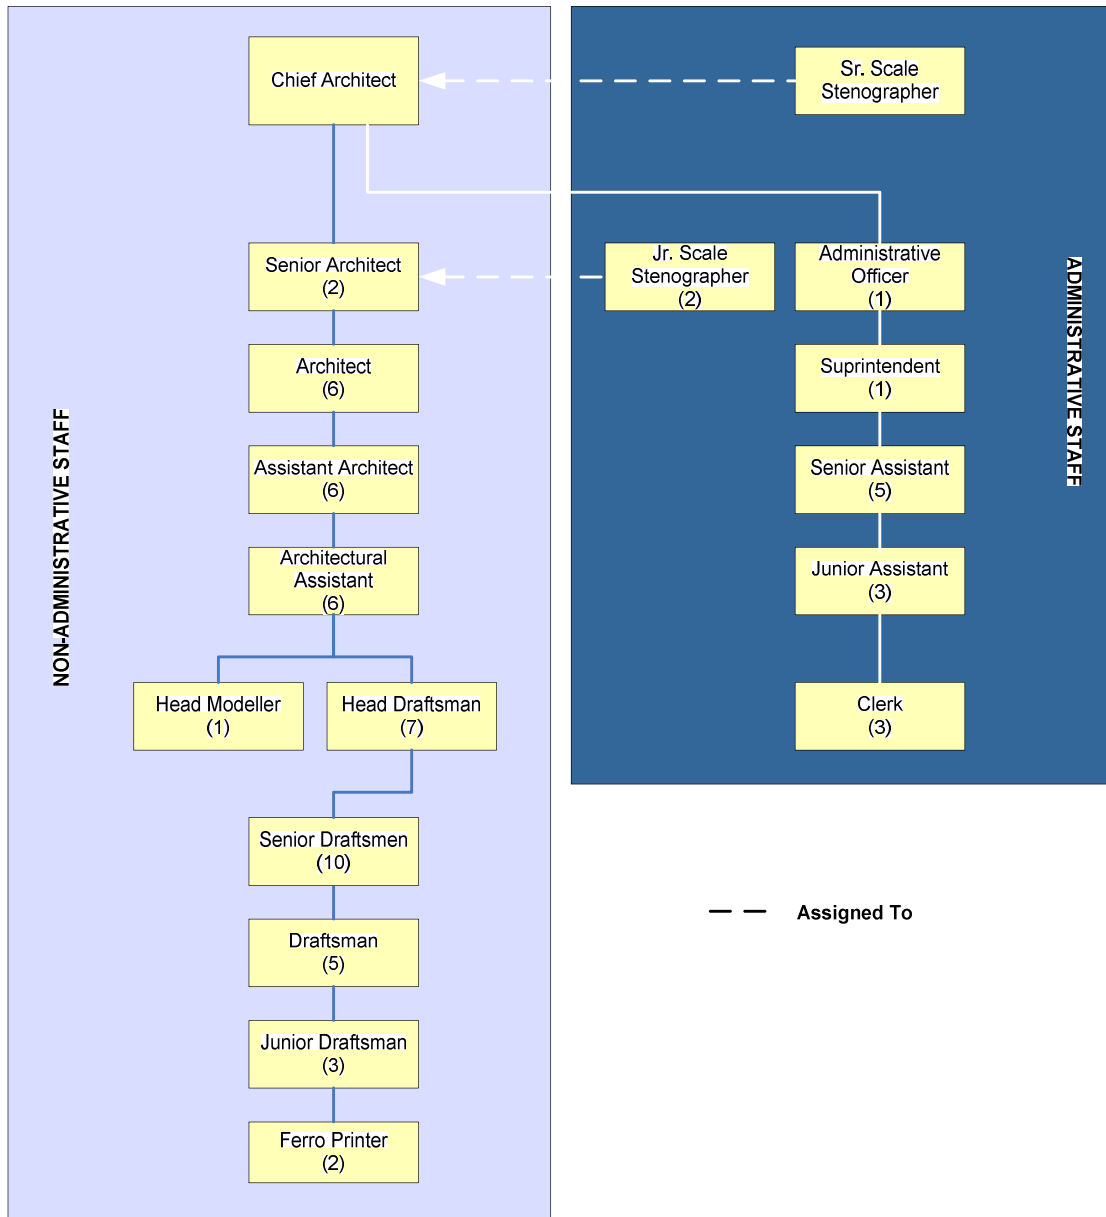 Chief Architect
Sr. Scale
Stenographer
Senior Architect
(2)
Jr. Scale
Stenographer
(2)
Administrative
Officer
(1)
Architect
(6)
Suprintendent
(1)
Assistant Architect
(6)
Senior Assistant
(5)
Architectural
Assistant
(6)
Junior Assistant
(3)
Head Modeller
(1)
Head Draftsman
(7)
Clerk
(3)
Senior Draftsmen
(10)
Draftsman
(5)
Junior Draftsman
(3)
Ferro Printer
(2)
NON-ADMINISTRATIVE STAFF
ADMINISTRATIVE STAFF
Assigned To